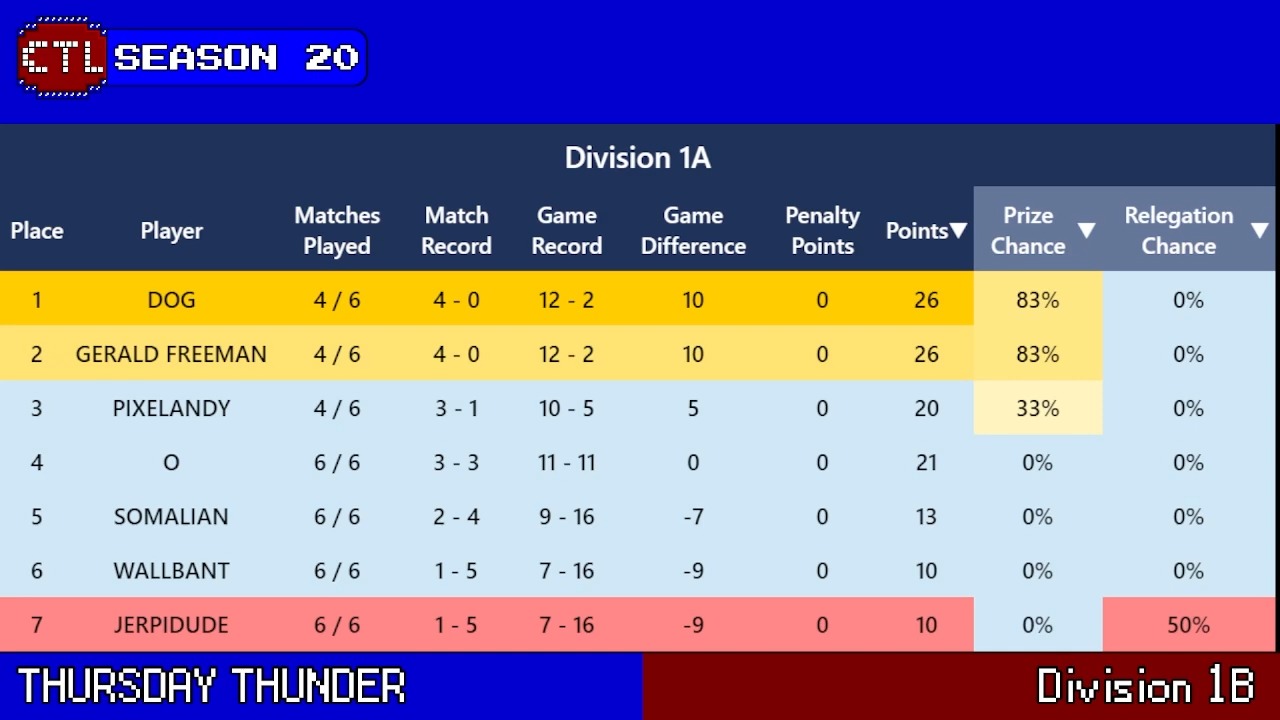 CTL SEASON 20
Division 1A
Place Player Matches Played Match Record Game Record Game Difference Penalty Points Points▼ Prize Chance ▼ Relegation Chance ▼
1 DOG 4 / 6 4 - 0 12 - 2 10 0 26 83% 0%
2 GERALD FREEMAN 4 / 6 4 - 0 12 - 2 10 0 26 83% 0%
3 PIXELANDY 4 / 6 3 - 1 10 - 5 5 0 20 33% 0%
4 O 6 / 6 3 - 3 11 - 11 0 0 21 0% 0%
5 SOMALIAN 6 / 6 2 - 4 9 - 16 -7 0 13 0% 0%
6 WALLBANT 6 / 6 1 - 5 7 - 16 -9 0 10 0% 0%
7 JERPIDUDE 6 / 6 1 - 5 7 - 16 -9 0 10 0% 50%
THURSDAY THUNDER Division 1B